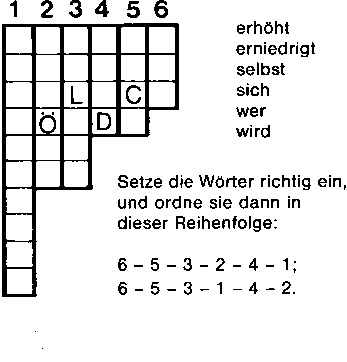 1 2 3 4 5 6
erhöht
erniedrigt
selbst
sich
L C
wer
Ö D
wird
Setze die Wörter richtig ein,
und ordne sie dann in
dieser Reihenfolge:
6 – 5 – 3 – 2 – 4 – 1;
6 – 5 – 3 – 1 – 4 – 2.